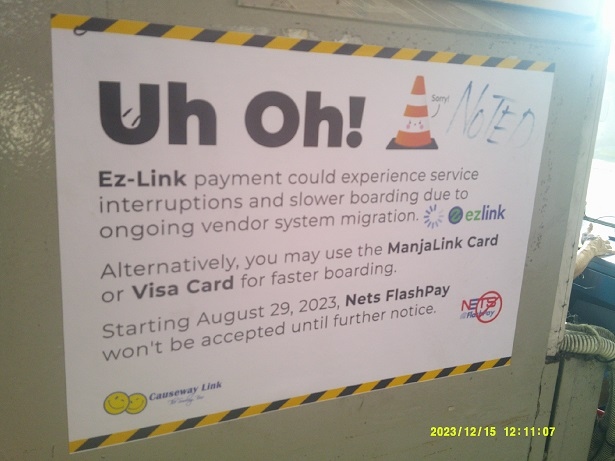 Uh Oh!
Sorry!
NOTED
Ez-Link payment could experience service
interruptions and slower boarding due to
ongoing vendor system migration.
ezlink
Alternatively, you may use the ManjaLink Card
or Visa Card for faster boarding.
Starting August 29, 2023, Nets FlashPay
won't be accepted until further notice.
NETS
FlashPay
Causeway Link
2023/12/15 12:11:07